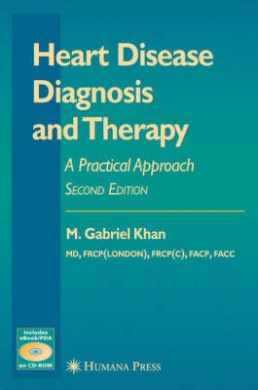 Heart Disease
Diagnosis
and Therapy
A Practical Approach
SECOND EDITION
M. Gabriel Khan
MD, FRCP(LONDON), FRCP(C), FACP, FACC
Includes
eBook/PDA
on CD-ROM
HUMANA PRESS